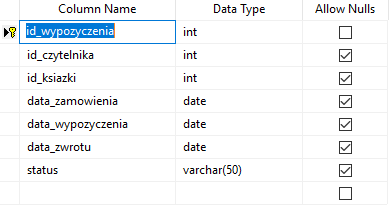 Column Name Data Type Allow Nulls
id_wypozyczenia int
id_czytelnika int
id_ksiazki int
data_zamowienia date
data_wypozyczenia date
data_zwrotu date
status varchar(50)